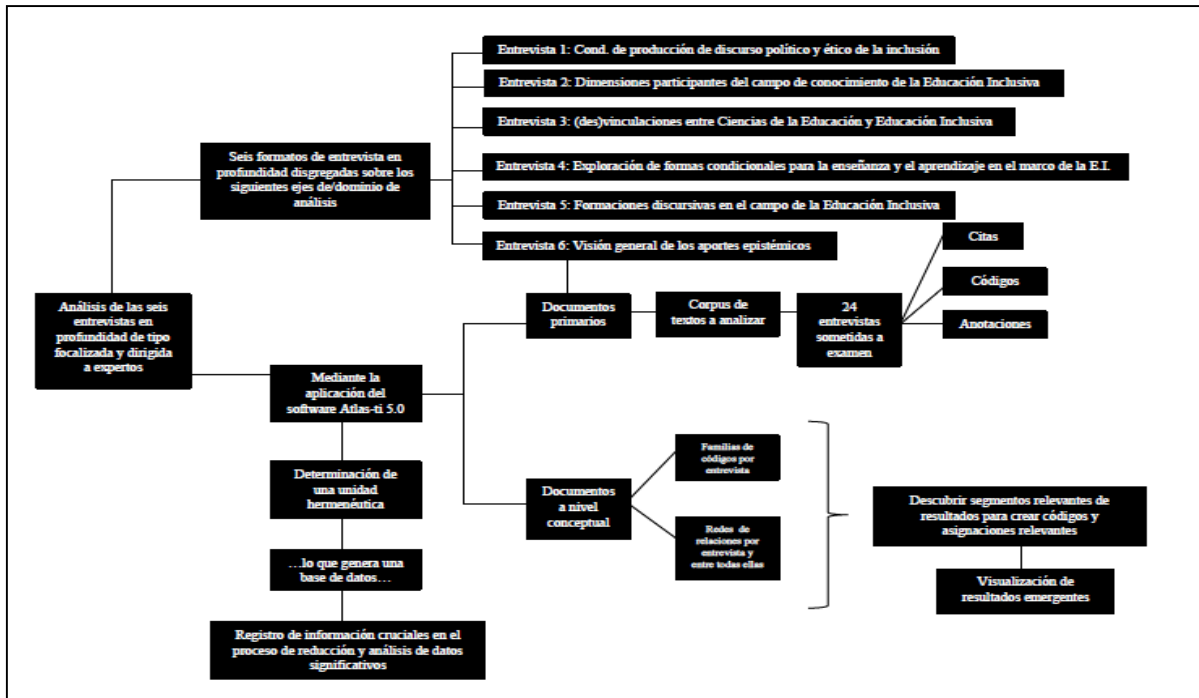 Entrevista 1: Cond. de producción de discurso político y ético de la inclusión
Entrevista 2: Dimensiones participantes del campo de conocimiento de la Educación Inclusiva
Entrevista 3: (des)vinculaciones entre Ciencias de la Educación y Educación Inclusiva
Seis formatos de entrevista en
profundidad disgregadas sobre los
siguientes ejes de/dominio de
análisis
Entrevista 4: Exploración de formas condicionales para la enseñanza y el aprendizaje en el marco de la E.I.
Entrevista 5: Formaciones discursivas en el campo de la Educación Inclusiva
Entrevista 6: Visión general de los aportes epistémicos
Citas
Códigos
Anotaciones
Análisis de las seis
entrevistas en
profundidad de tipo
focalizada y dirigida
a expertos
Documentos
primarios
Corpus de
textos a analizar
24
entrevistas
sometidas a
examen
Mediante la
aplicación del
software Atlas-ti 5.0
Determinación de
una unidad
hermenéutica
…lo que genera una
base de datos…
Registro de información cruciales en el
proceso de reducción y análisis de datos
significativos
Documentos
a nivel
conceptual
Familias de
códigos por
entrevista
Redes de
relaciones por
entrevista y
entre todas ellas
Descubrir segmentos relevantes de
resultados para crear códigos y
asignaciones relevantes
Visualización de
resultados emergentes